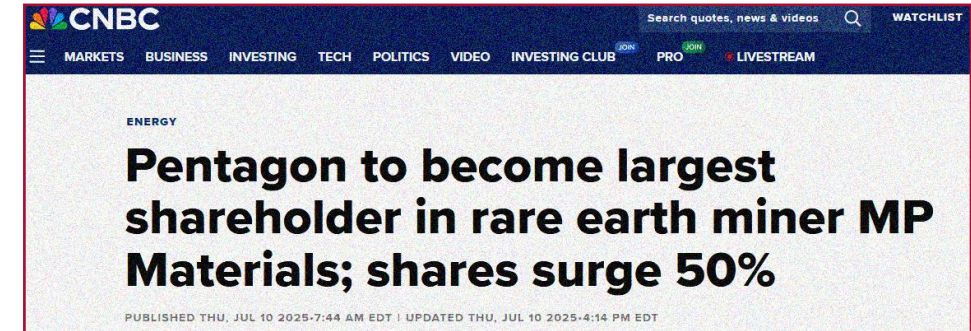 CNBC
Search quotes, news & videos
WATCHLIST
MARKETS BUSINESS INVESTING TECH POLITICS VIDEO INVESTING CLUB JOIN PRO JOIN LIVESTREAM
ENERGY
Pentagon to become largest
shareholder in rare earth miner MP
Materials; shares surge 50%
PUBLISHED THU, JUL 10 2025•7:44 AM EDT | UPDATED THU, JUL 10 2025•4:14 PM EDT